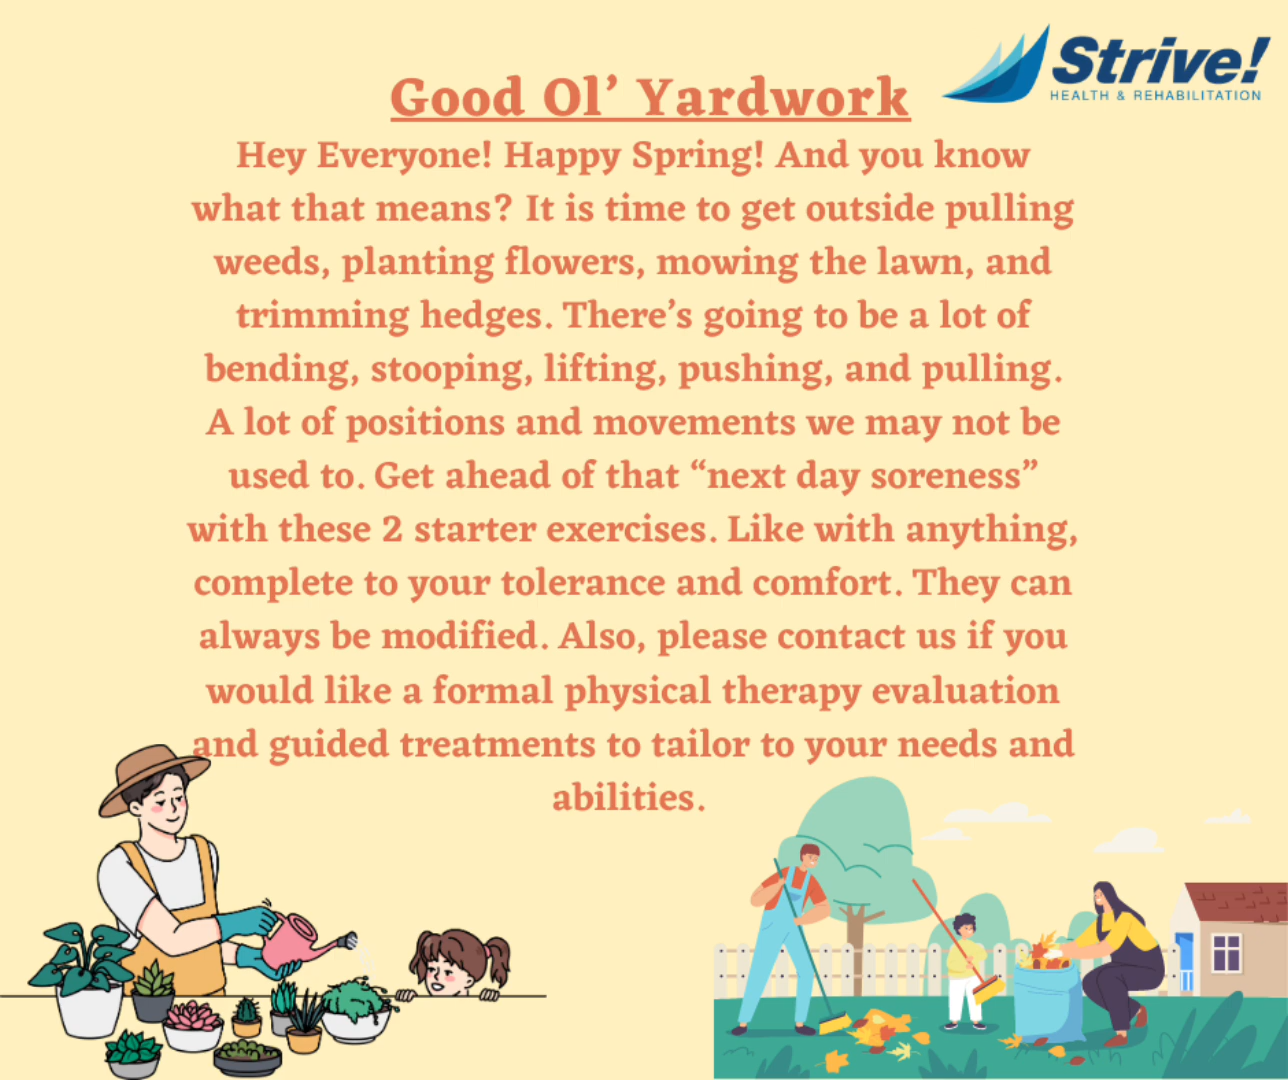 Strive!
HEALTH & REHABILITATION
Good Ol’ Yardwork
Hey Everyone! Happy Spring! And you know
what that means? It is time to get outside pulling
weeds, planting flowers, mowing the lawn, and
trimming hedges. There’s going to be a lot of
bending, stooping, lifting, pushing, and pulling.
A lot of positions and movements we may not be
used to. Get ahead of that “next day soreness”
with these 2 starter exercises. Like with anything,
complete to your tolerance and comfort. They can
always be modified. Also, please contact us if you
would like a formal physical therapy evaluation
and guided treatments to tailor to your needs and
abilities.